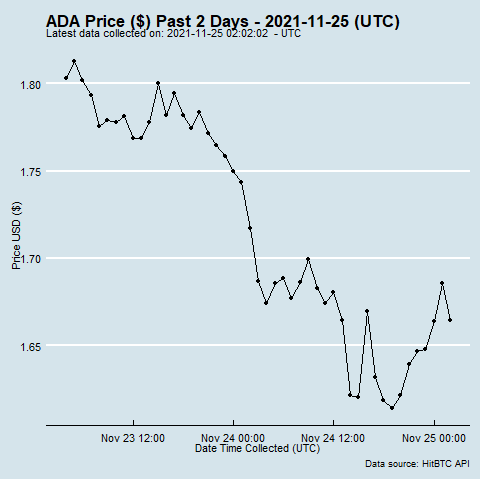 ADA Price ($) Past 2 Days - 2021-11-25 (UTC)
Latest data collected on: 2021-11-25 02:02:02 - UTC
1.80
1.75
1.70
1.65
Price USD ($)
Nov 23 12:00 Nov 24 00:00 Nov 24 12:00 Nov 25 00:00
Date Time Collected (UTC)
Data source: HitBTC API